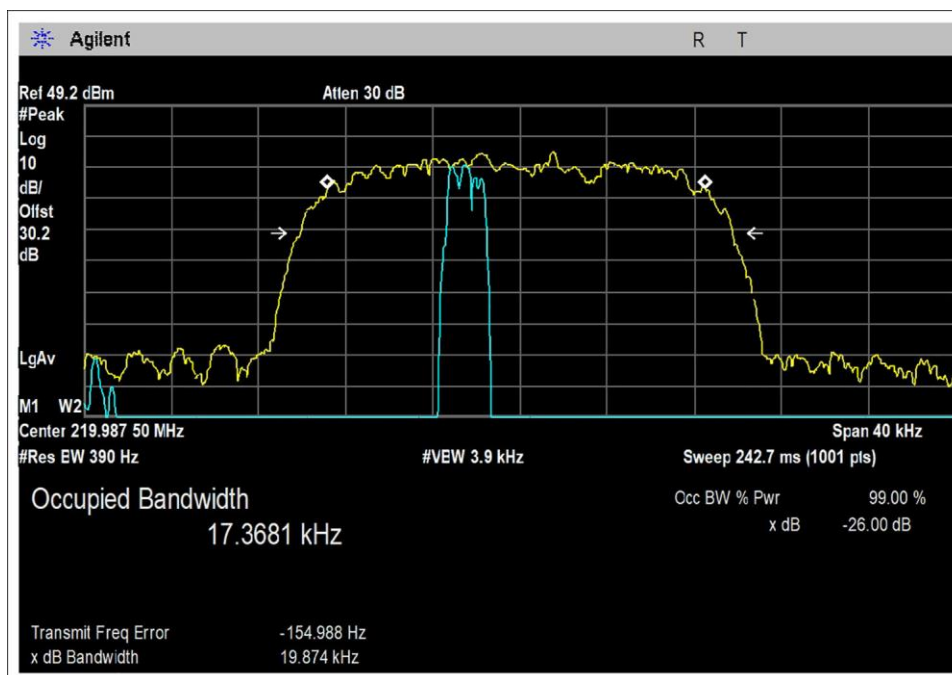 Agilent R T
Ref 49.2 dBm Atten 30 dB
#Peak
Log
10
dB/
Offst
30.2
dB
LgAv
M1 W2
Center 219.987 50 MHz Span 40 kHz
#Res BW 390 Hz #VBW 3.9 kHz Sweep 242.7 ms (1001 pts)
Occupied Bandwidth Occ BW % Pwr 99.00 %
17.3681 kHz x dB -26.00 dB
Transmit Freq Error -154.988 Hz
x dB Bandwidth 19.874 kHz